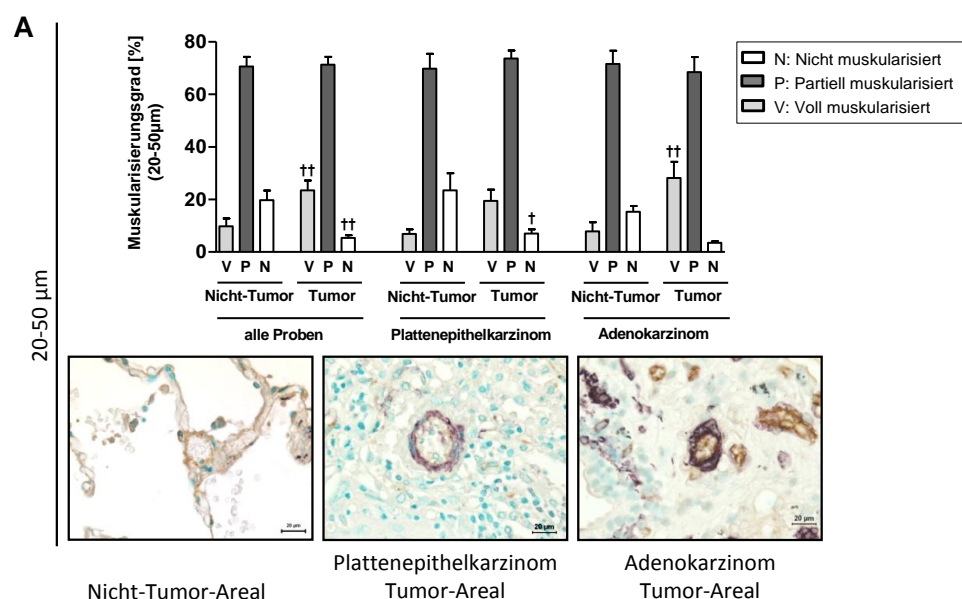 A
20-50 µm
Muskularisierungsgrad [%]
(20-50µm)
80
60
40
20
0
†† †† † ††
N: Nicht muskularisiert
P: Partiell muskularisiert
V: Voll muskularisiert
V P N V P N V P N V P N V P N V P N
Nicht-Tumor Tumor Nicht-Tumor Tumor Nicht-Tumor Tumor
alle Proben Plattenepithelkarzinom Adenokarzinom
20 µm 20 µm 20 µm
Nicht-Tumor-Areal
Plattenepithelkarzinom
Tumor-Areal
Adenokarzinom
Tumor-Areal